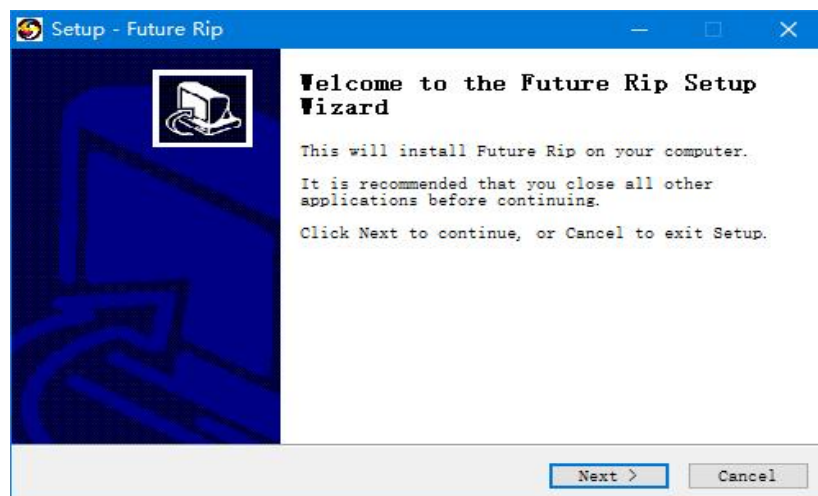 Setup - Future Rip
Welcome to the Future Rip Setup
Wizard
This will install Future Rip on your computer.
It is recommended that you close all other
applications before continuing.
Click Next to continue, or Cancel to exit Setup.
Next >
Cancel